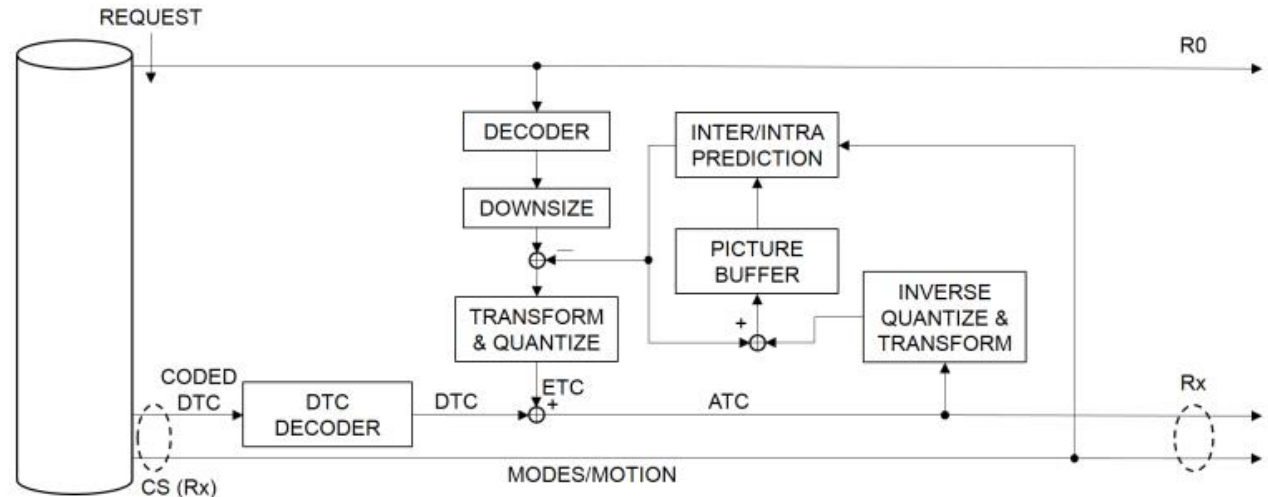 REQUEST
R0
DECODER
INTER/INTRA
PREDICTION
DOWNSIZE
—
PICTURE
BUFFER
INVERSE
QUANTIZE &
TRANSFORM
+
TRANSFORM
& QUANTIZE
CODED
DTC
DTC
DECODER
DTC
ETC
+
ATC
Rx
MODES/MOTION
CS (Rx)